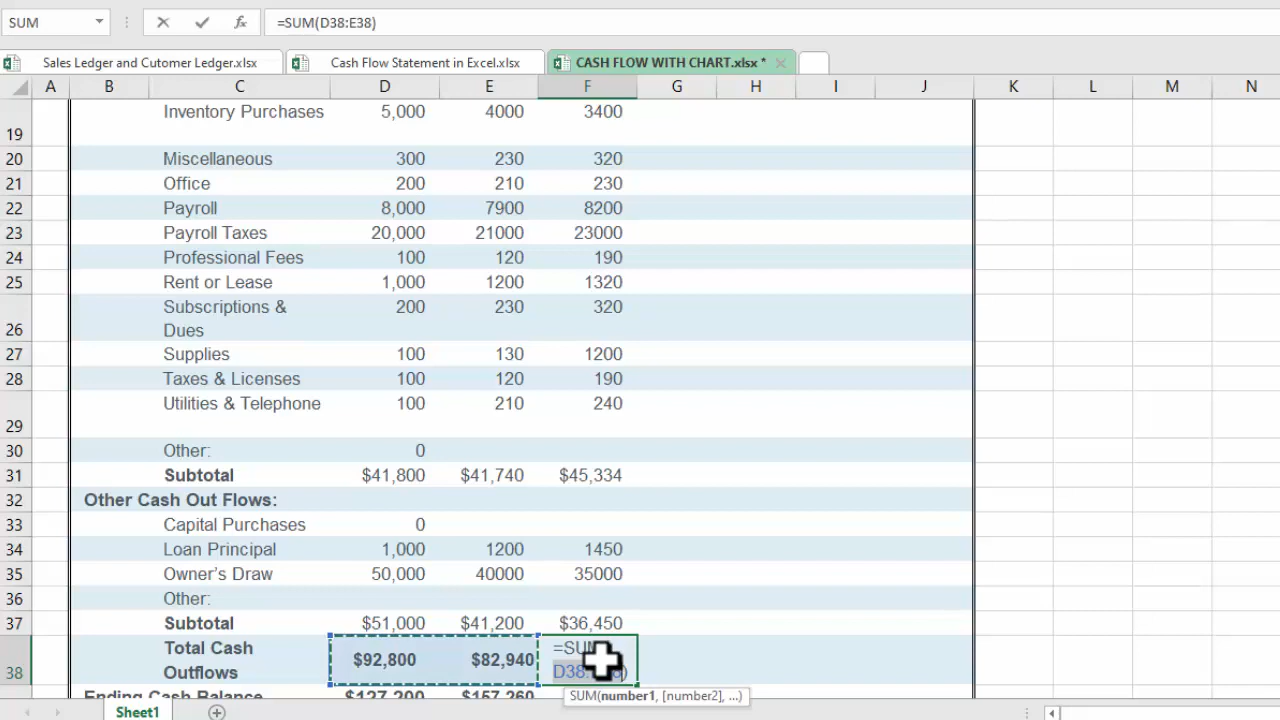 SUM =SUM(D38:E38)
Sales Ledger and Cutomer Ledger.xlsx Cash Flow Statement in Excel.xlsx CASH FLOW WITH CHART.xlsx *
A B C D E F G H I J K L M N
Inventory Purchases 5,000 4000 3400
19
20 Miscellaneous 300 230 320
21 Office 200 210 230
22 Payroll 8,000 7900 8200
23 Payroll Taxes 20,000 21000 23000
24 Professional Fees 100 120 190
25 Rent or Lease 1,000 1200 1320
Subscriptions & 200 230 320
26 Dues
27 Supplies 100 130 1200
28 Taxes & Licenses 100 120 190
Utilities & Telephone 100 210 240
29
30 Other: 0
31 Subtotal $41,800 $41,740 $45,334
32 Other Cash Out Flows:
33 Capital Purchases 0
34 Loan Principal 1,000 1200 1450
35 Owner's Draw 50,000 40000 35000
36 Other:
37 Subtotal $51,000 $41,200 $36,450
Total Cash
$92,800 $82,940
38 Outflows
Ending Cash Balance $127,200 $157,260
SUM(number1, [number2], ...)
Sheet1